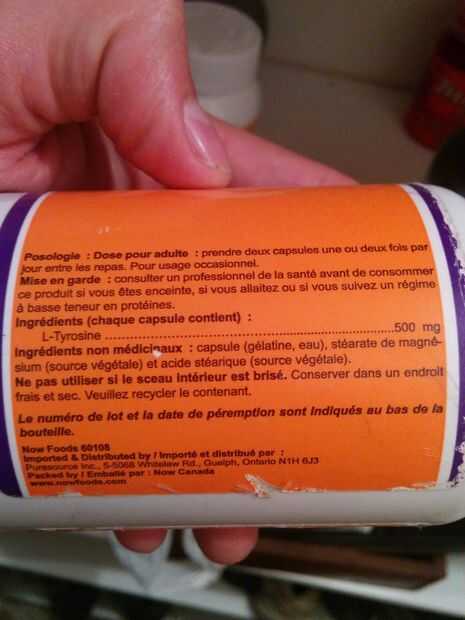 Posologie : Dose pour adulte : prendre deux capsules une ou deux fois par
jour entre les repas. Pour usage occasionnel.
Mise en garde : consulter un professionnel de la santé avant de consommer
ce produit si vous êtes enceinte, si vous allaitez ou si vous suivez un régime
à basse teneur en protéines.
Ingrédients (chaque capsule contient) :
L-Tyrosine ....................................................................500 mg
Ingrédients non médicinaux : capsule (gélatine, eau), stéarate de magné-
sium (source végétale) et acide stéarique (source végétale).
Ne pas utiliser si le sceau intérieur est brisé. Conserver dans un endroit
frais et sec. Veuillez recycler le contenant.
Le numéro de lot et la date de péremption sont indiqués au bas de la
bouteille.
Now Foods 60108
Imported & Distributed by / Importé et distribué par :
Puresource Inc., 5-5068 Whitelaw Rd., Guelph, Ontario N1H 6J3
Packed by / Emballé par : Now Canada
www.nowfoods.com